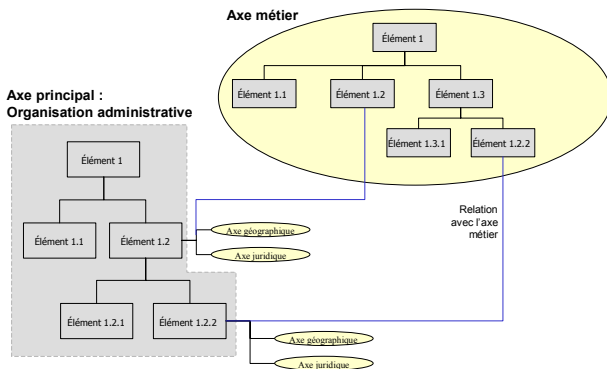 Axe métier
Élément 1
Élément 1.1
Élément 1.2
Élément 1.3
Élément 1.3.1
Élément 1.2.2
Axe principal :
Organisation administrative
Élément 1
Élément 1.1
Élément 1.2
Axe géographique
Axe juridique
Relation
avec l'axe
métier
Élément 1.2.1
Élément 1.2.2
Axe géographique
Axe juridique